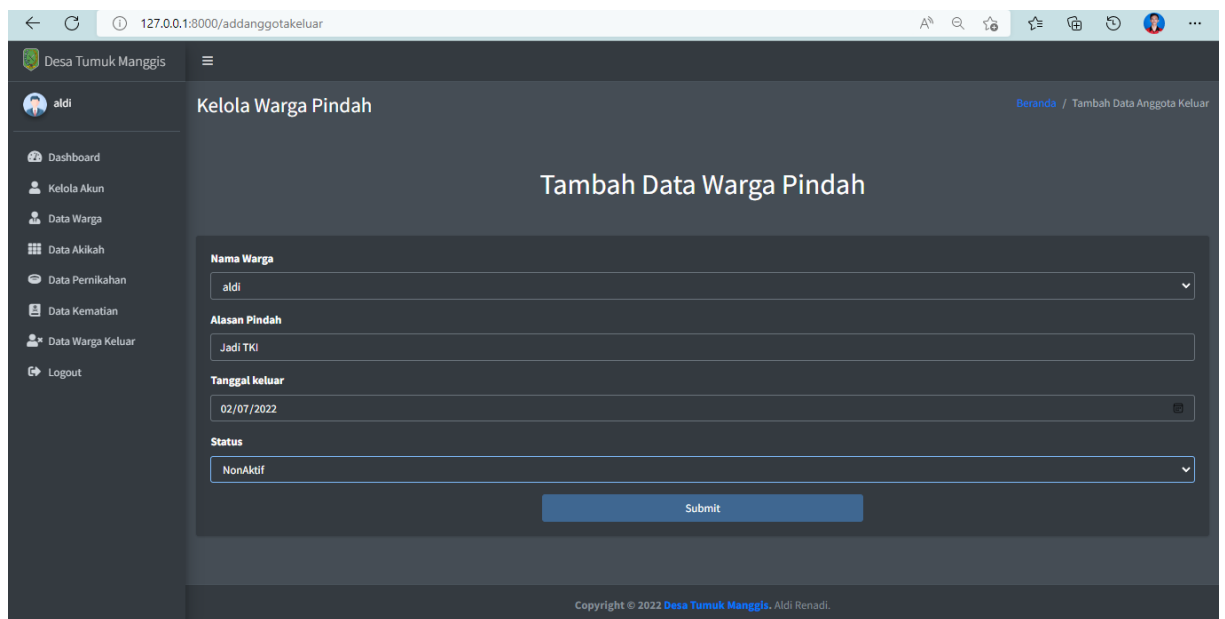 127.0.0.1:8000/addanggotakeluar
Desa Tumuk Manggis
aldi
Kelola Warga Pindah
Beranda / Tambah Data Anggota Keluar
Dashboard
Kelola Akun
Data Warga
Data Akikah
Data Pernikahan
Data Kematian
Data Warga Keluar
Logout
Tambah Data Warga Pindah
Nama Warga
aldi
Alasan Pindah
Jadi TKI
Tanggal keluar
02/07/2022
Status
NonAktif
Submit
Copyright © 2022 Desa Tumuk Manggis. Aldi Renadi.